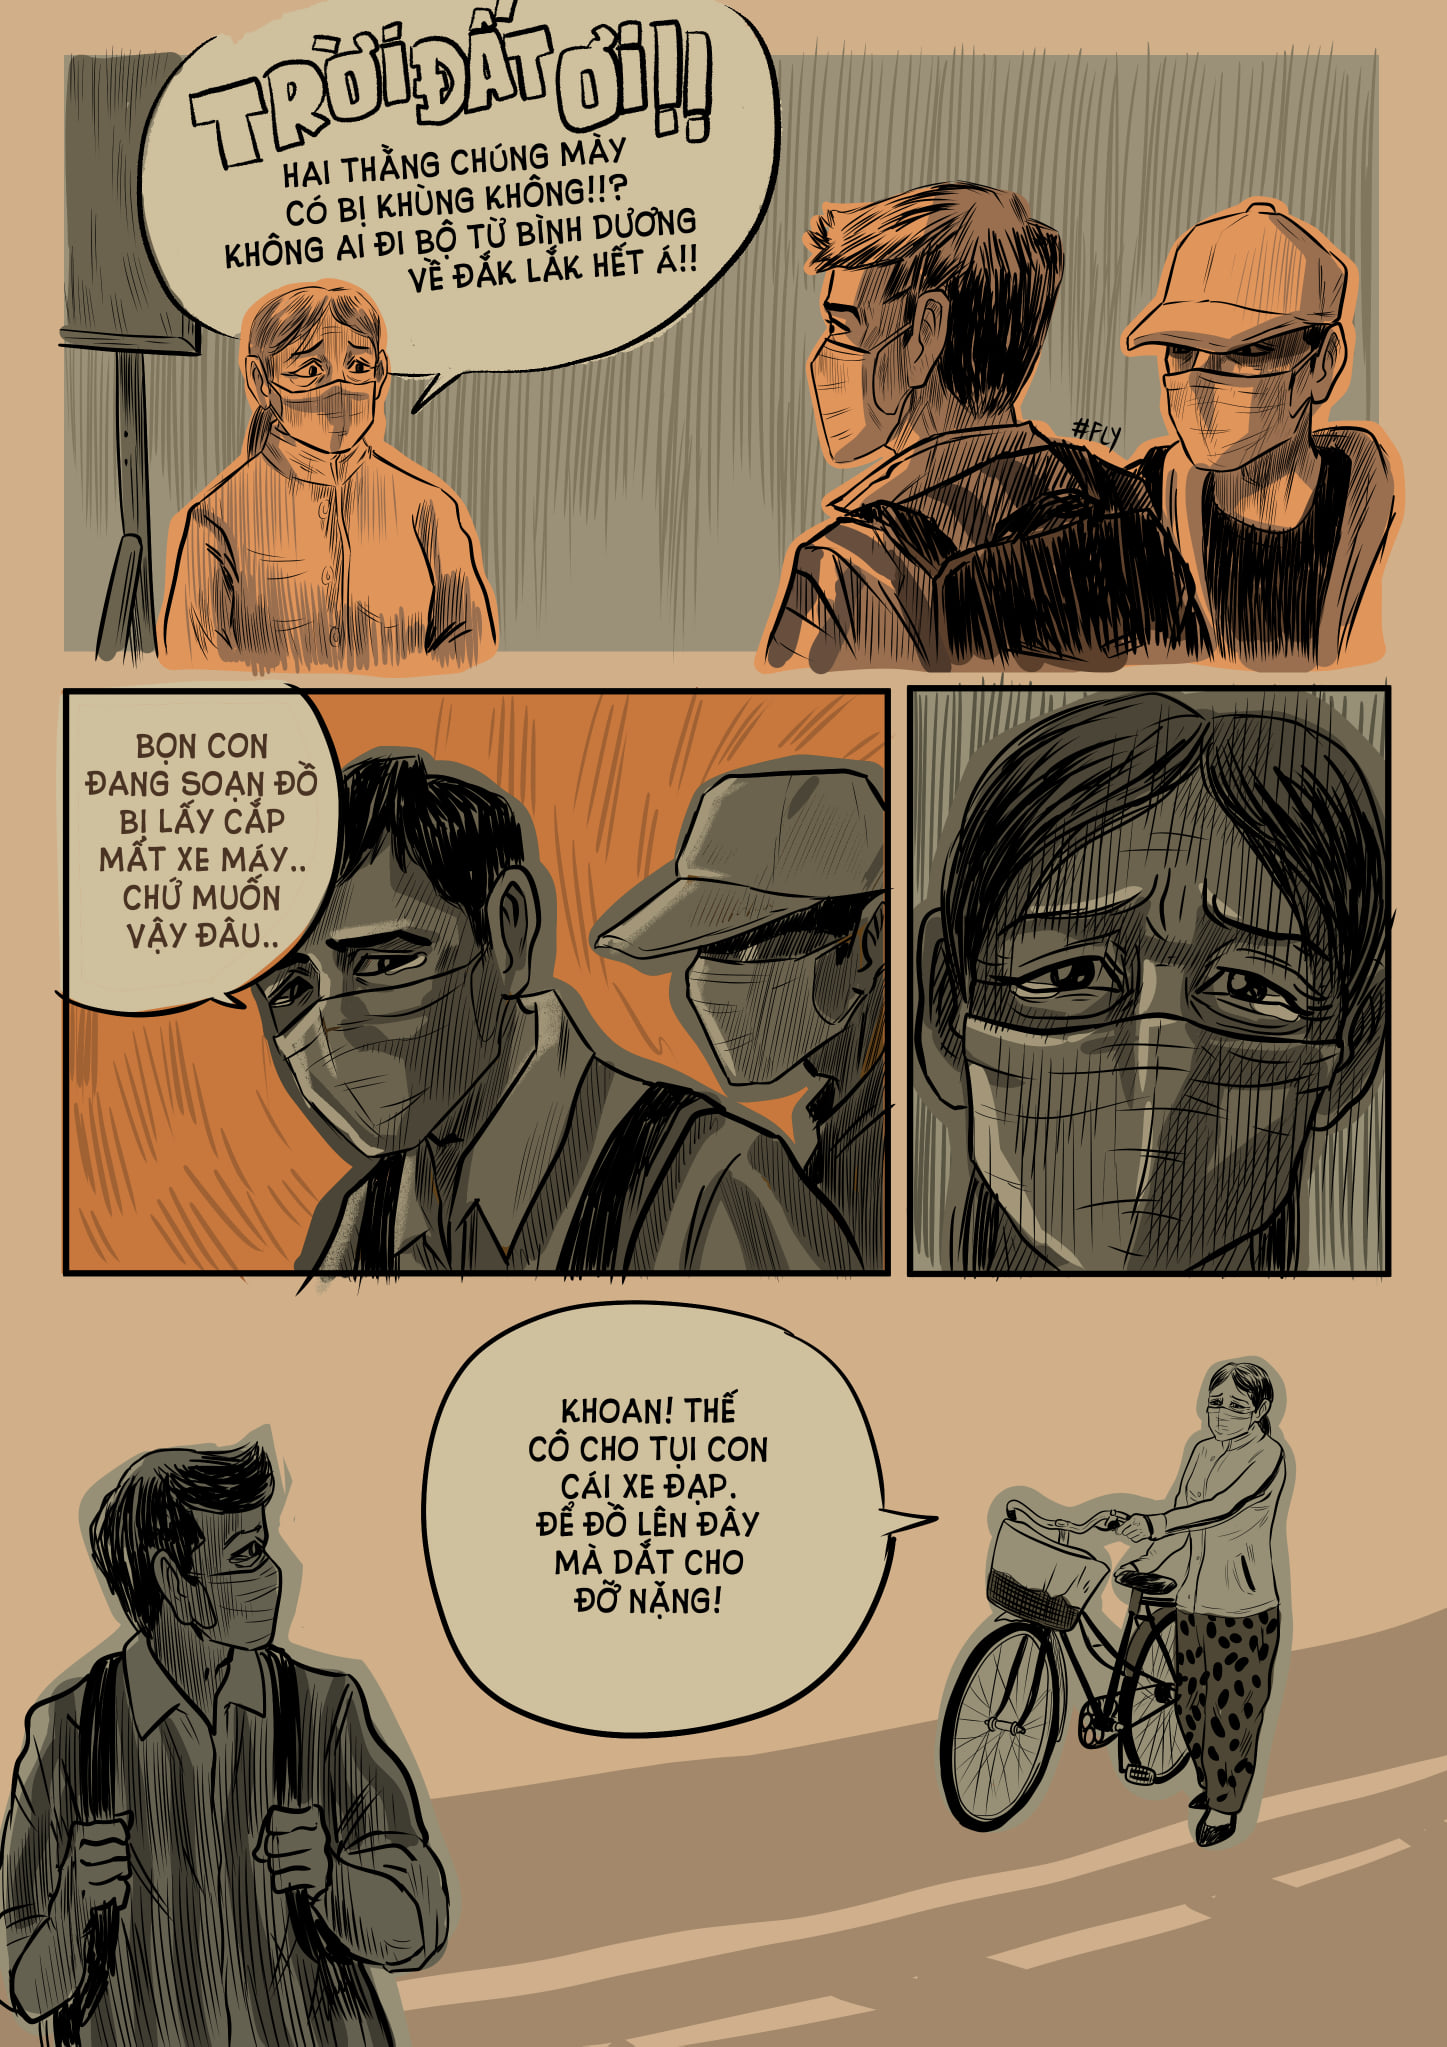 TRỜI ĐẤT ƠI!!
HAI THẰNG CHÚNG MÀY
CÓ BỊ KHÙNG KHÔNG!!?
KHÔNG AI ĐI BỘ TỪ BÌNH DƯƠNG
VỀ ĐẮK LẮK HẾT Á!!
#FLY
BỌN CON
ĐANG SOẠN ĐỒ
BỊ LẤY CẮP
MẤT XE MÁY..
CHỨ MUỐN
VẬY ĐÂU..
KHOAN! THẾ
CÔ CHO TỤI CON
CÁI XE ĐẠP.
ĐỂ ĐỒ LÊN ĐÂY
MÀ DẮT CHO
ĐỠ NẶNG!